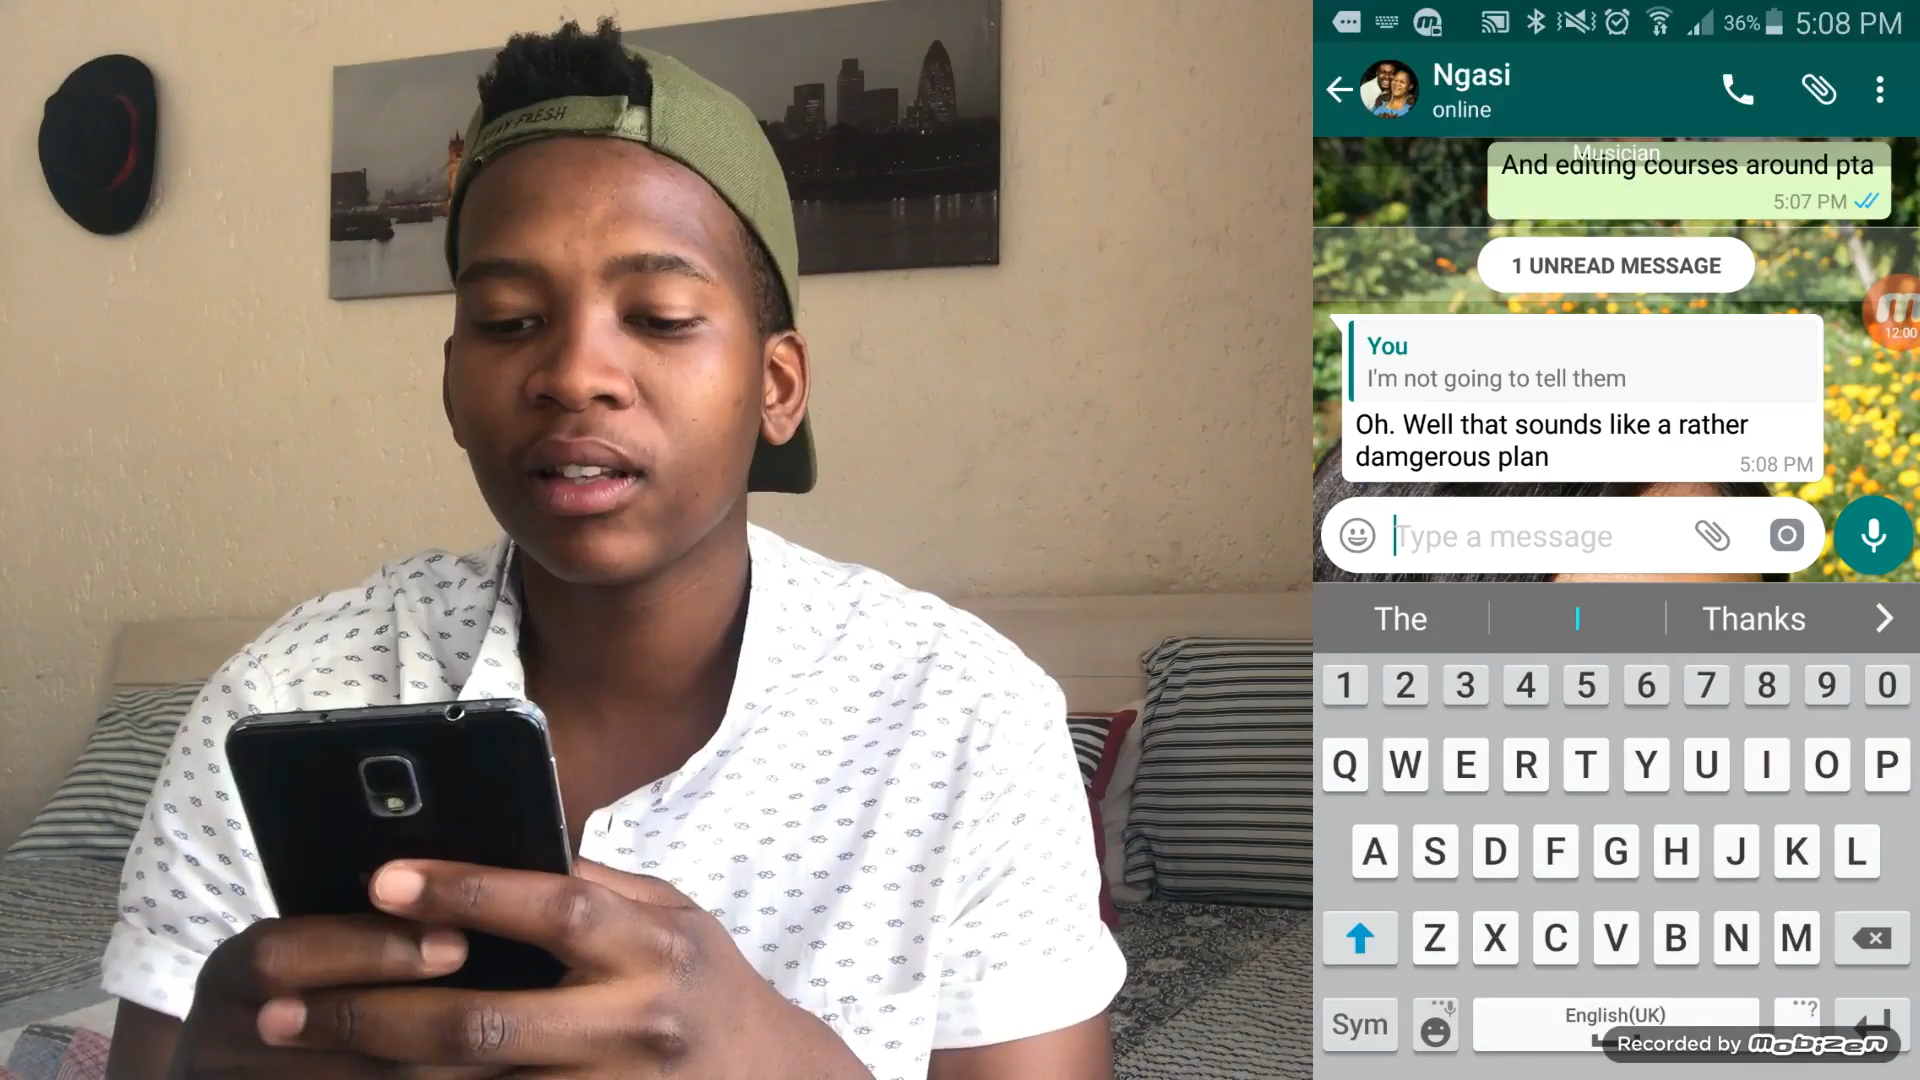 STAY FRESH
36% 5:08 PM
Ngasi
online
Musician
And editing courses around pta
5:07 PM
1 UNREAD MESSAGE
12:00
You
I'm not going to tell them
Oh. Well that sounds like a rather
damgerous plan
5:08 PM
Type a message
The I Thanks
1 2 3 4 5 6 7 8 9 0
Q W E R T Y U I O P
A S D F G H J K L
Z X C V B N M
Sym English(UK)
Recorded by mobizen